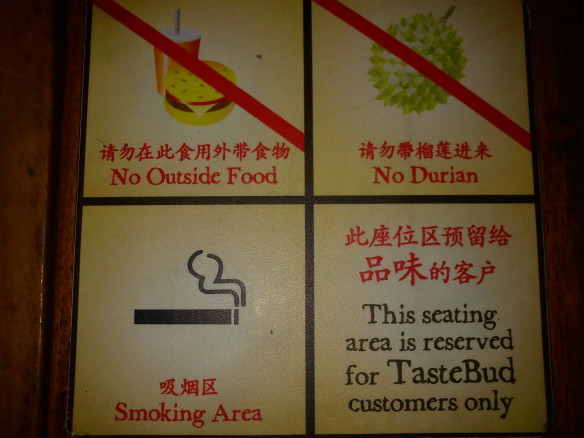 请勿在此食用外带食物
No Outside Food
请勿帶榴莲进来
No Durian
吸烟区
Smoking Area
此座位区预留给
品味的客户
This seating
area is reserved
for TasteBud
customers only